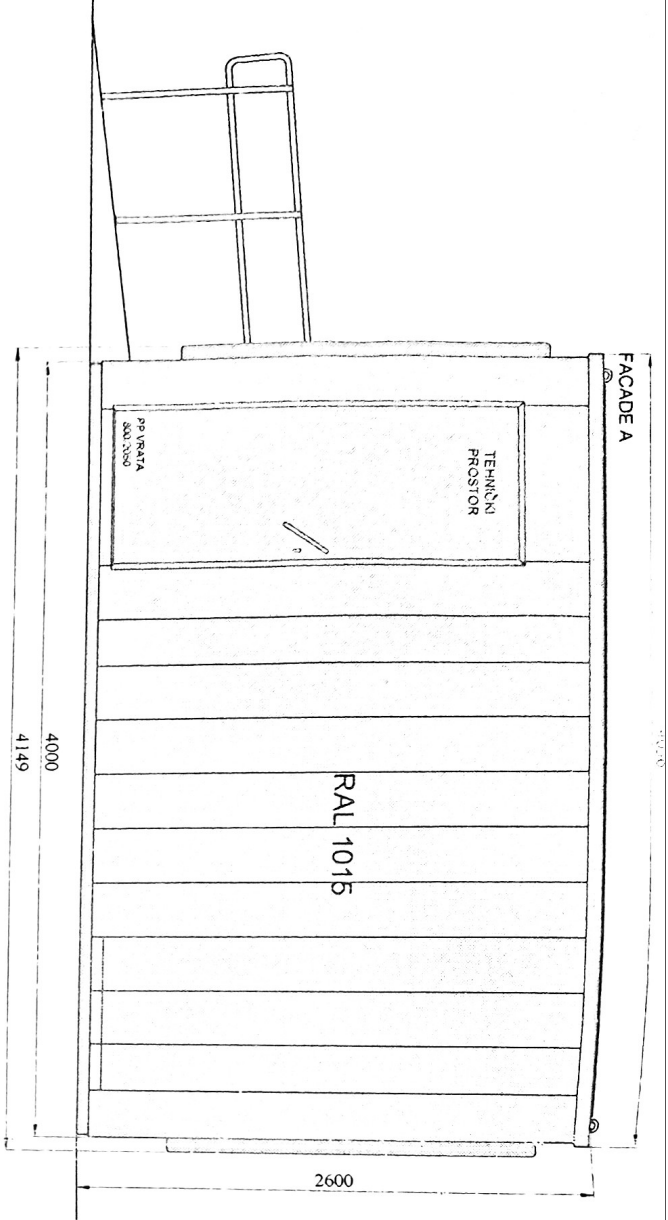 FACADE A
TEHNIČKI
PROSTOR
PP VRATA
800/2050
RAL 1015
4000
4149
2600